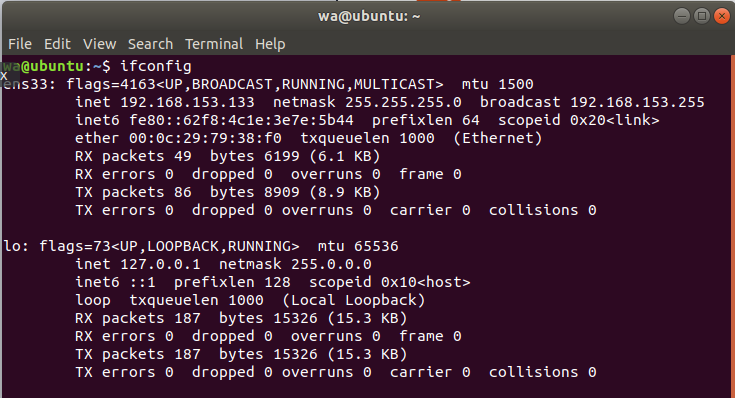 wa@ubuntu: ~
File Edit View Search Terminal Help
wa@ubuntu:~$ ifconfig
x
ens33: flags=4163<UP,BROADCAST,RUNNING,MULTICAST>  mtu 1500
        inet 192.168.153.133  netmask 255.255.255.0  broadcast 192.168.153.255
        inet6 fe80::62f8:4c1e:3e7e:5b44  prefixlen 64  scopeid 0x20<link>
        ether 00:0c:29:79:38:f0  txqueuelen 1000  (Ethernet)
        RX packets 49  bytes 6199 (6.1 KB)
        RX errors 0  dropped 0  overruns 0  frame 0
        TX packets 86  bytes 8909 (8.9 KB)
        TX errors 0  dropped 0 overruns 0  carrier 0  collisions 0
lo: flags=73<UP,LOOPBACK,RUNNING>  mtu 65536
        inet 127.0.0.1  netmask 255.0.0.0
        inet6 ::1  prefixlen 128  scopeid 0x10<host>
        loop  txqueuelen 1000  (Local Loopback)
        RX packets 187  bytes 15326 (15.3 KB)
        RX errors 0  dropped 0  overruns 0  frame 0
        TX packets 187  bytes 15326 (15.3 KB)
        TX errors 0  dropped 0 overruns 0  carrier 0  collisions 0